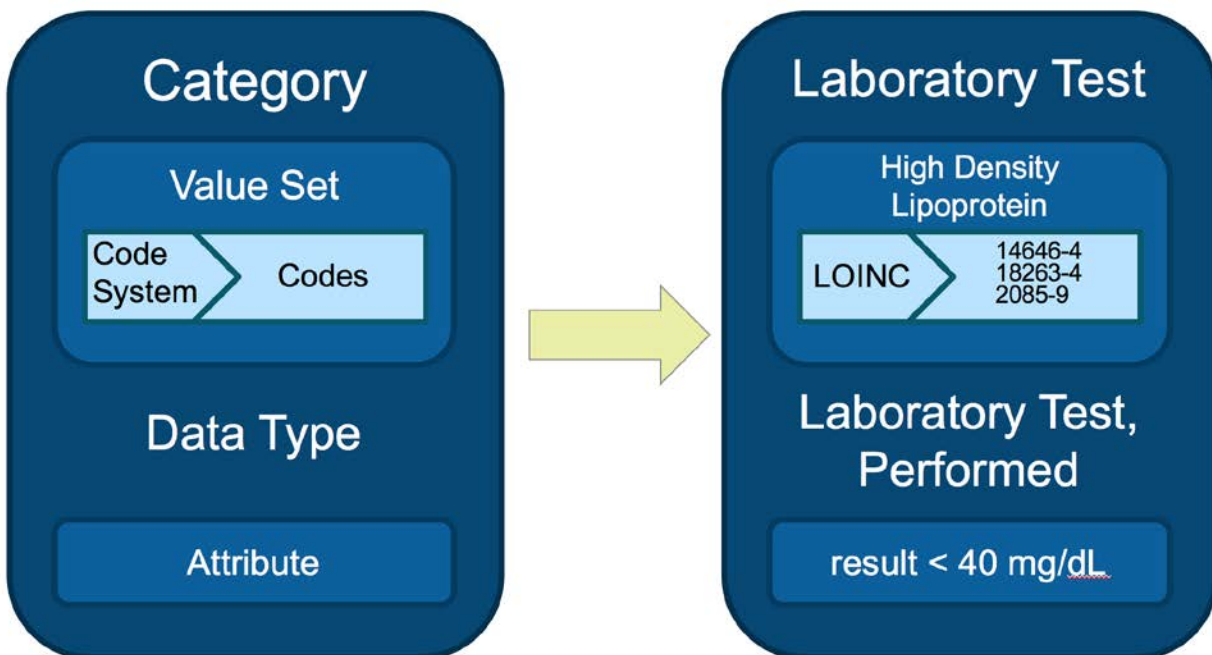 Category
Value Set
Code
System
Codes
Data Type
Attribute
Laboratory Test
High Density
Lipoprotein
LOINC
14646-4
18263-4
2085-9
Laboratory Test,
Performed
result < 40 mg/dL